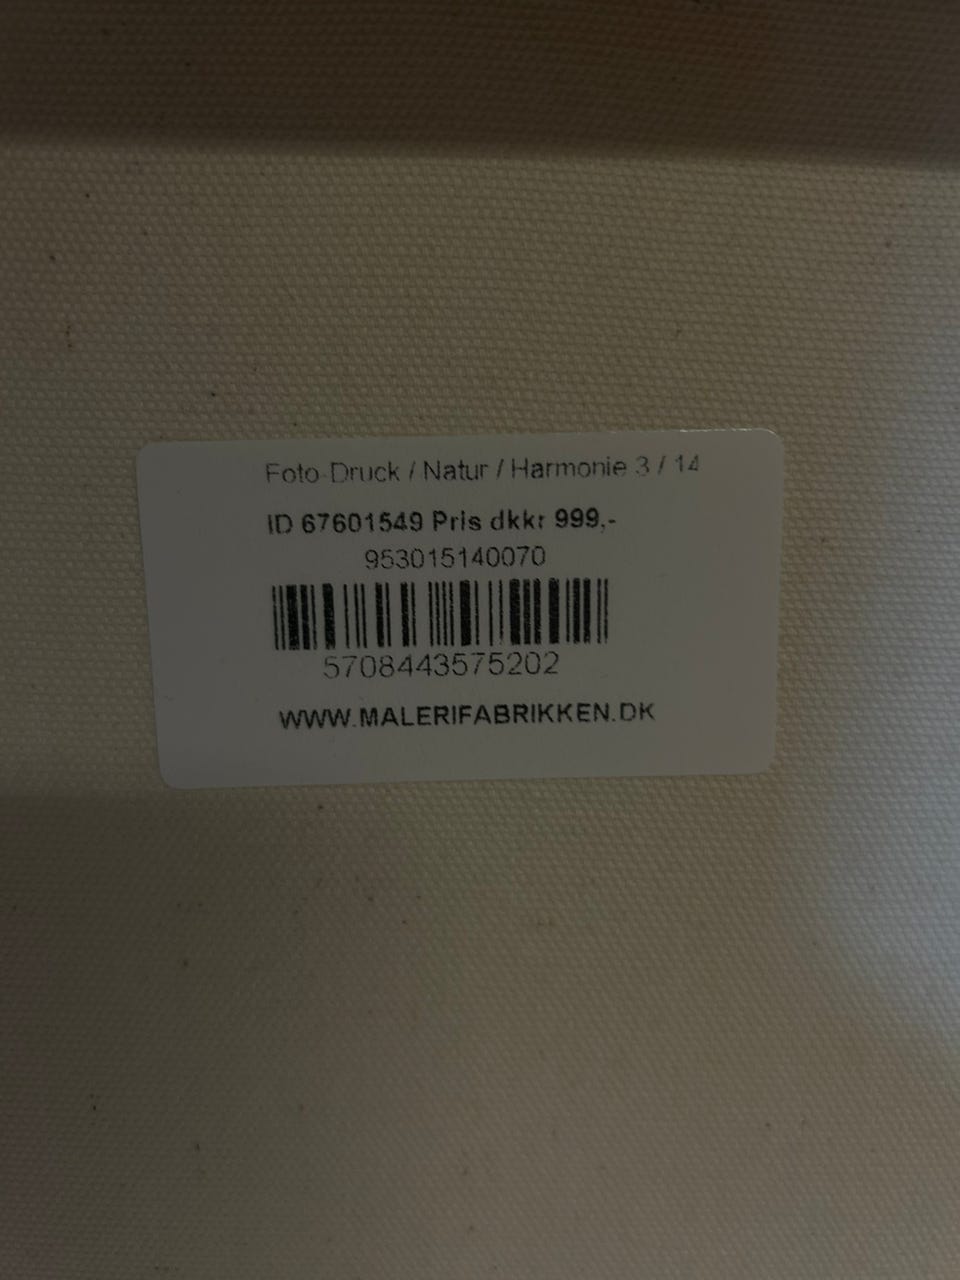 Foto-Druck / Natur / Harmonie 3 / 14
ID 67601549 Pris dkkr 999,-
953015140070
5708443575202
WWW.MALERIFABRIKKEN.DK